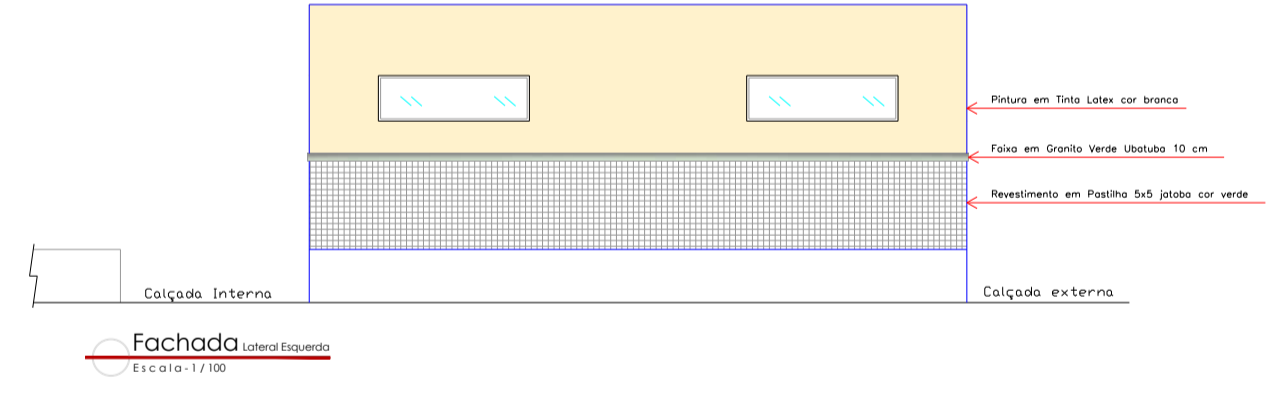 Pintura em Tinta Latex cor branca
Faixa em Granito Verde Ubatuba 10 cm
Revestimento em Pastilha 5x5 jatoba cor verde
Calçada Interna
Calçada externa
Fachada Lateral Esquerda
Escala-1/100